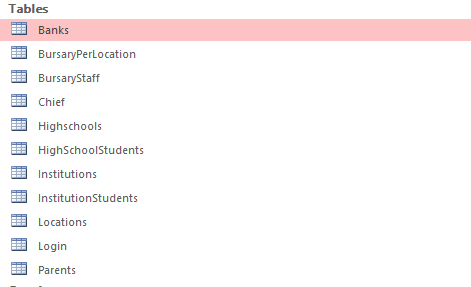 Tables
Banks
BursaryPerLocation
BursaryStaff
Chief
Highschools
HighSchoolStudents
Institutions
InstitutionStudents
Locations
Login
Parents